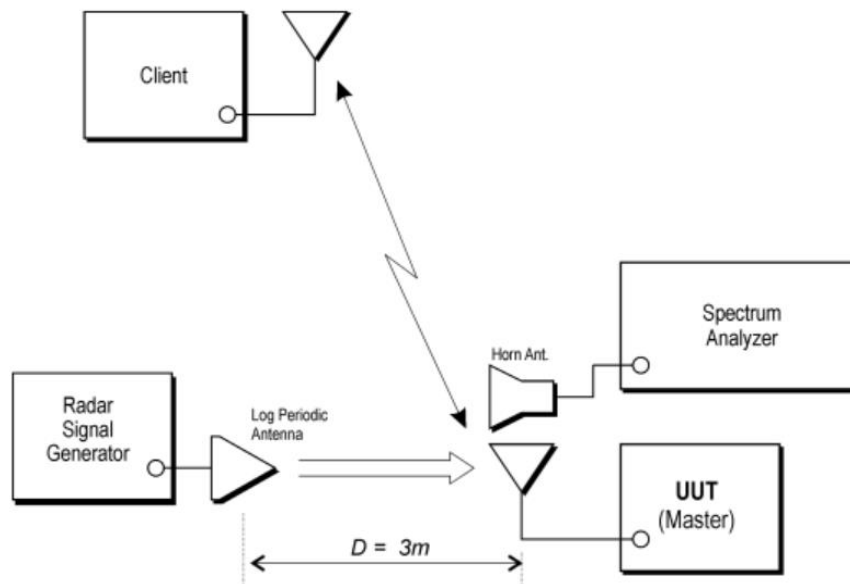 Client
Spectrum
Analyzer
Horn Ant.
Radar
Signal
Generator
Log Periodic
Antenna
UUT
(Master)
D = 3m